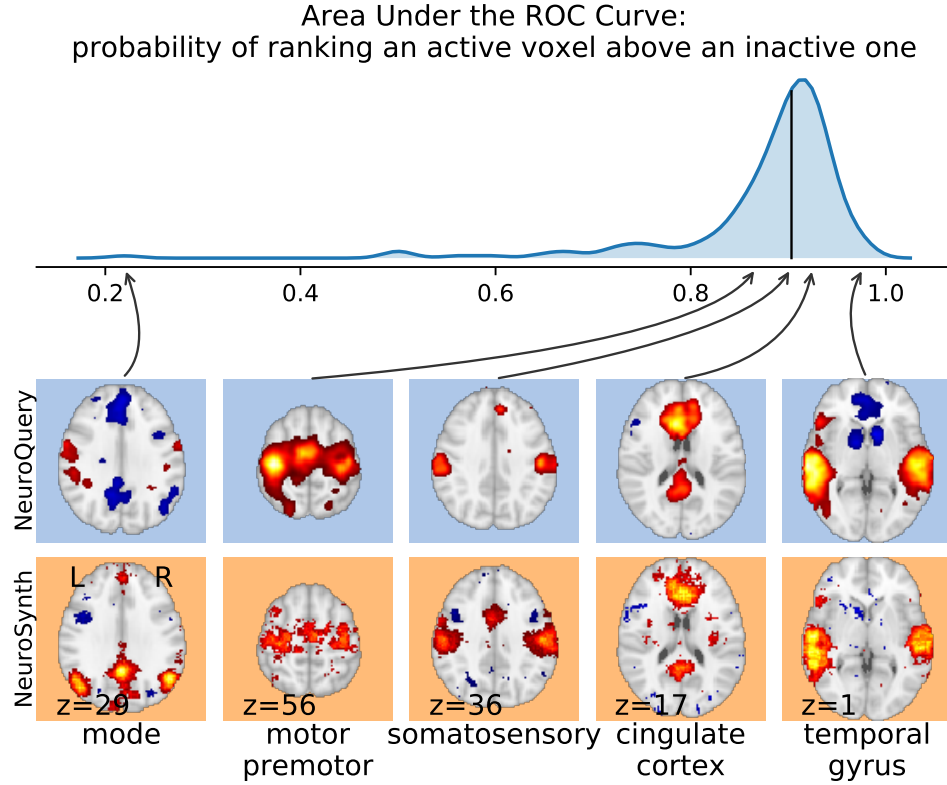 Area Under the ROC Curve:
probability of ranking an active voxel above an inactive one
0.2 0.4 0.6 0.8 1.0
NeuroQuery
NeuroSynth
L R
z=29 z=56 z=36 z=17 z=1
mode motor somatosensory cingulate temporal
premotor cortex gyrus